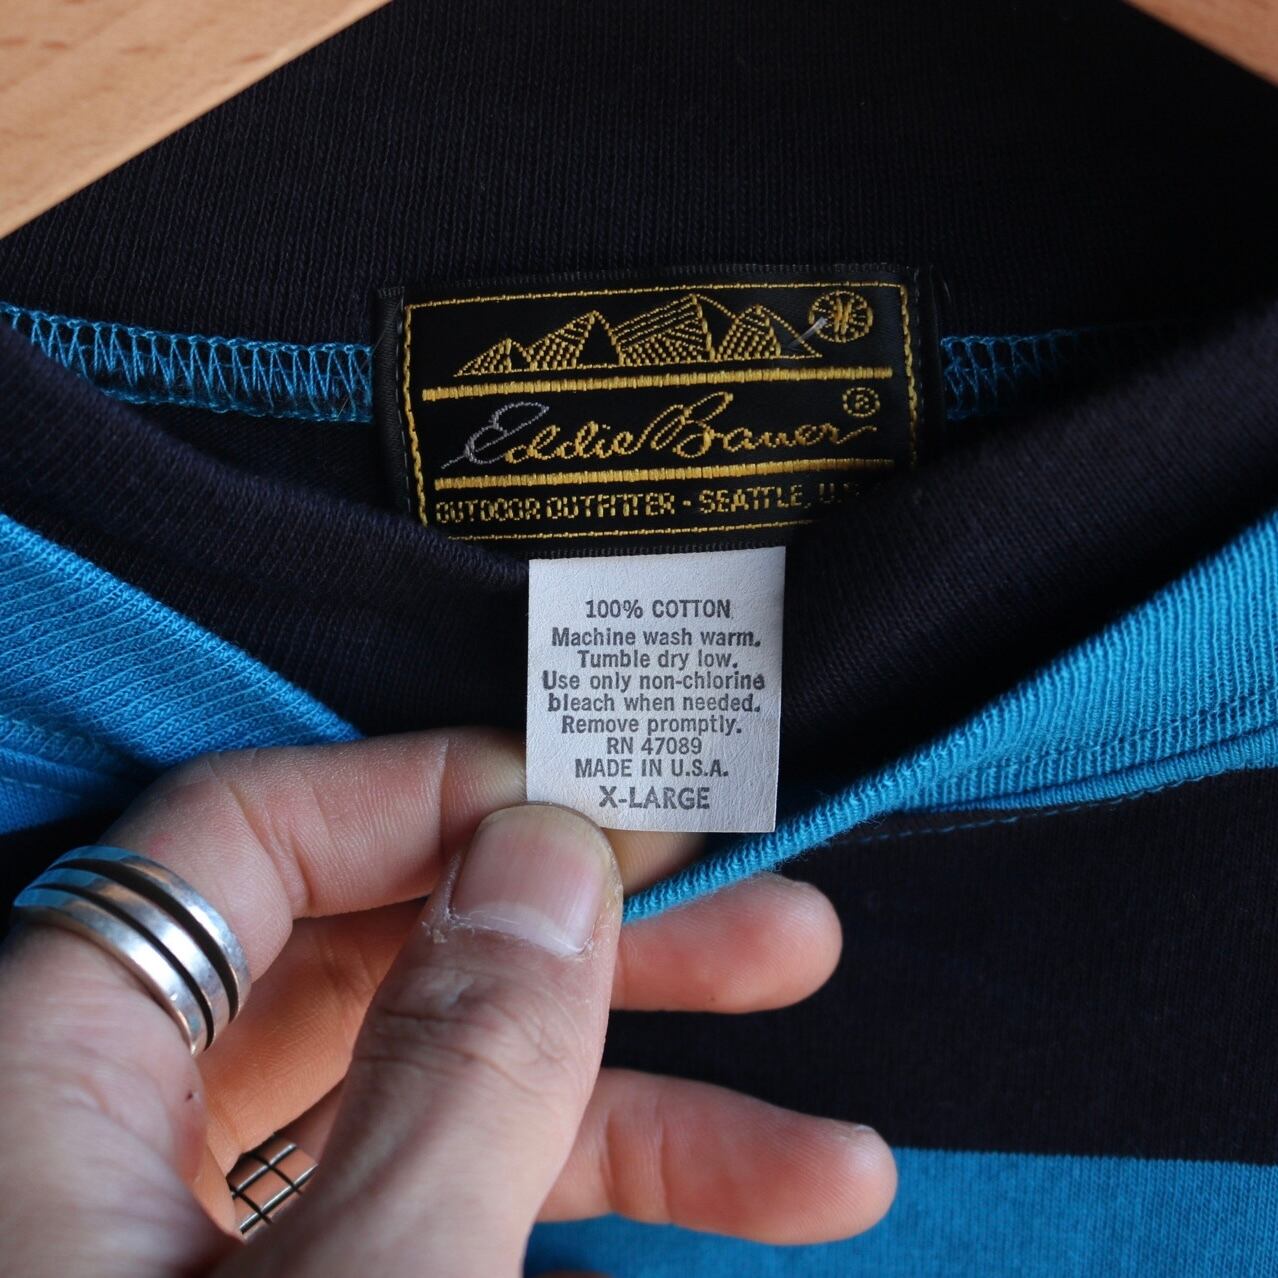 Eddie Bauer ®
OUTDOOR OUTFITTER - SEATTLE, U.S
100% COTTON
Machine wash warm.
Tumble dry low.
Use only non-chlorine
bleach when needed.
Remove promptly.
RN 47089
MADE IN U.S.A.
X-LARGE